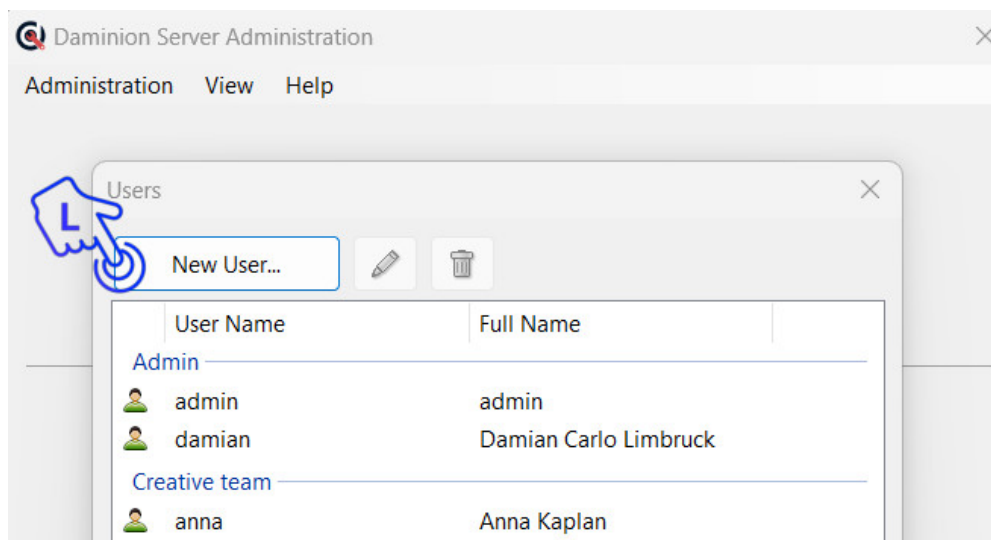 Daminion Server Administration
Administration View Help
Users
L
New User...
User Name Full Name
Admin
admin admin
damian Damian Carlo Limbruck
Creative team
anna Anna Kaplan